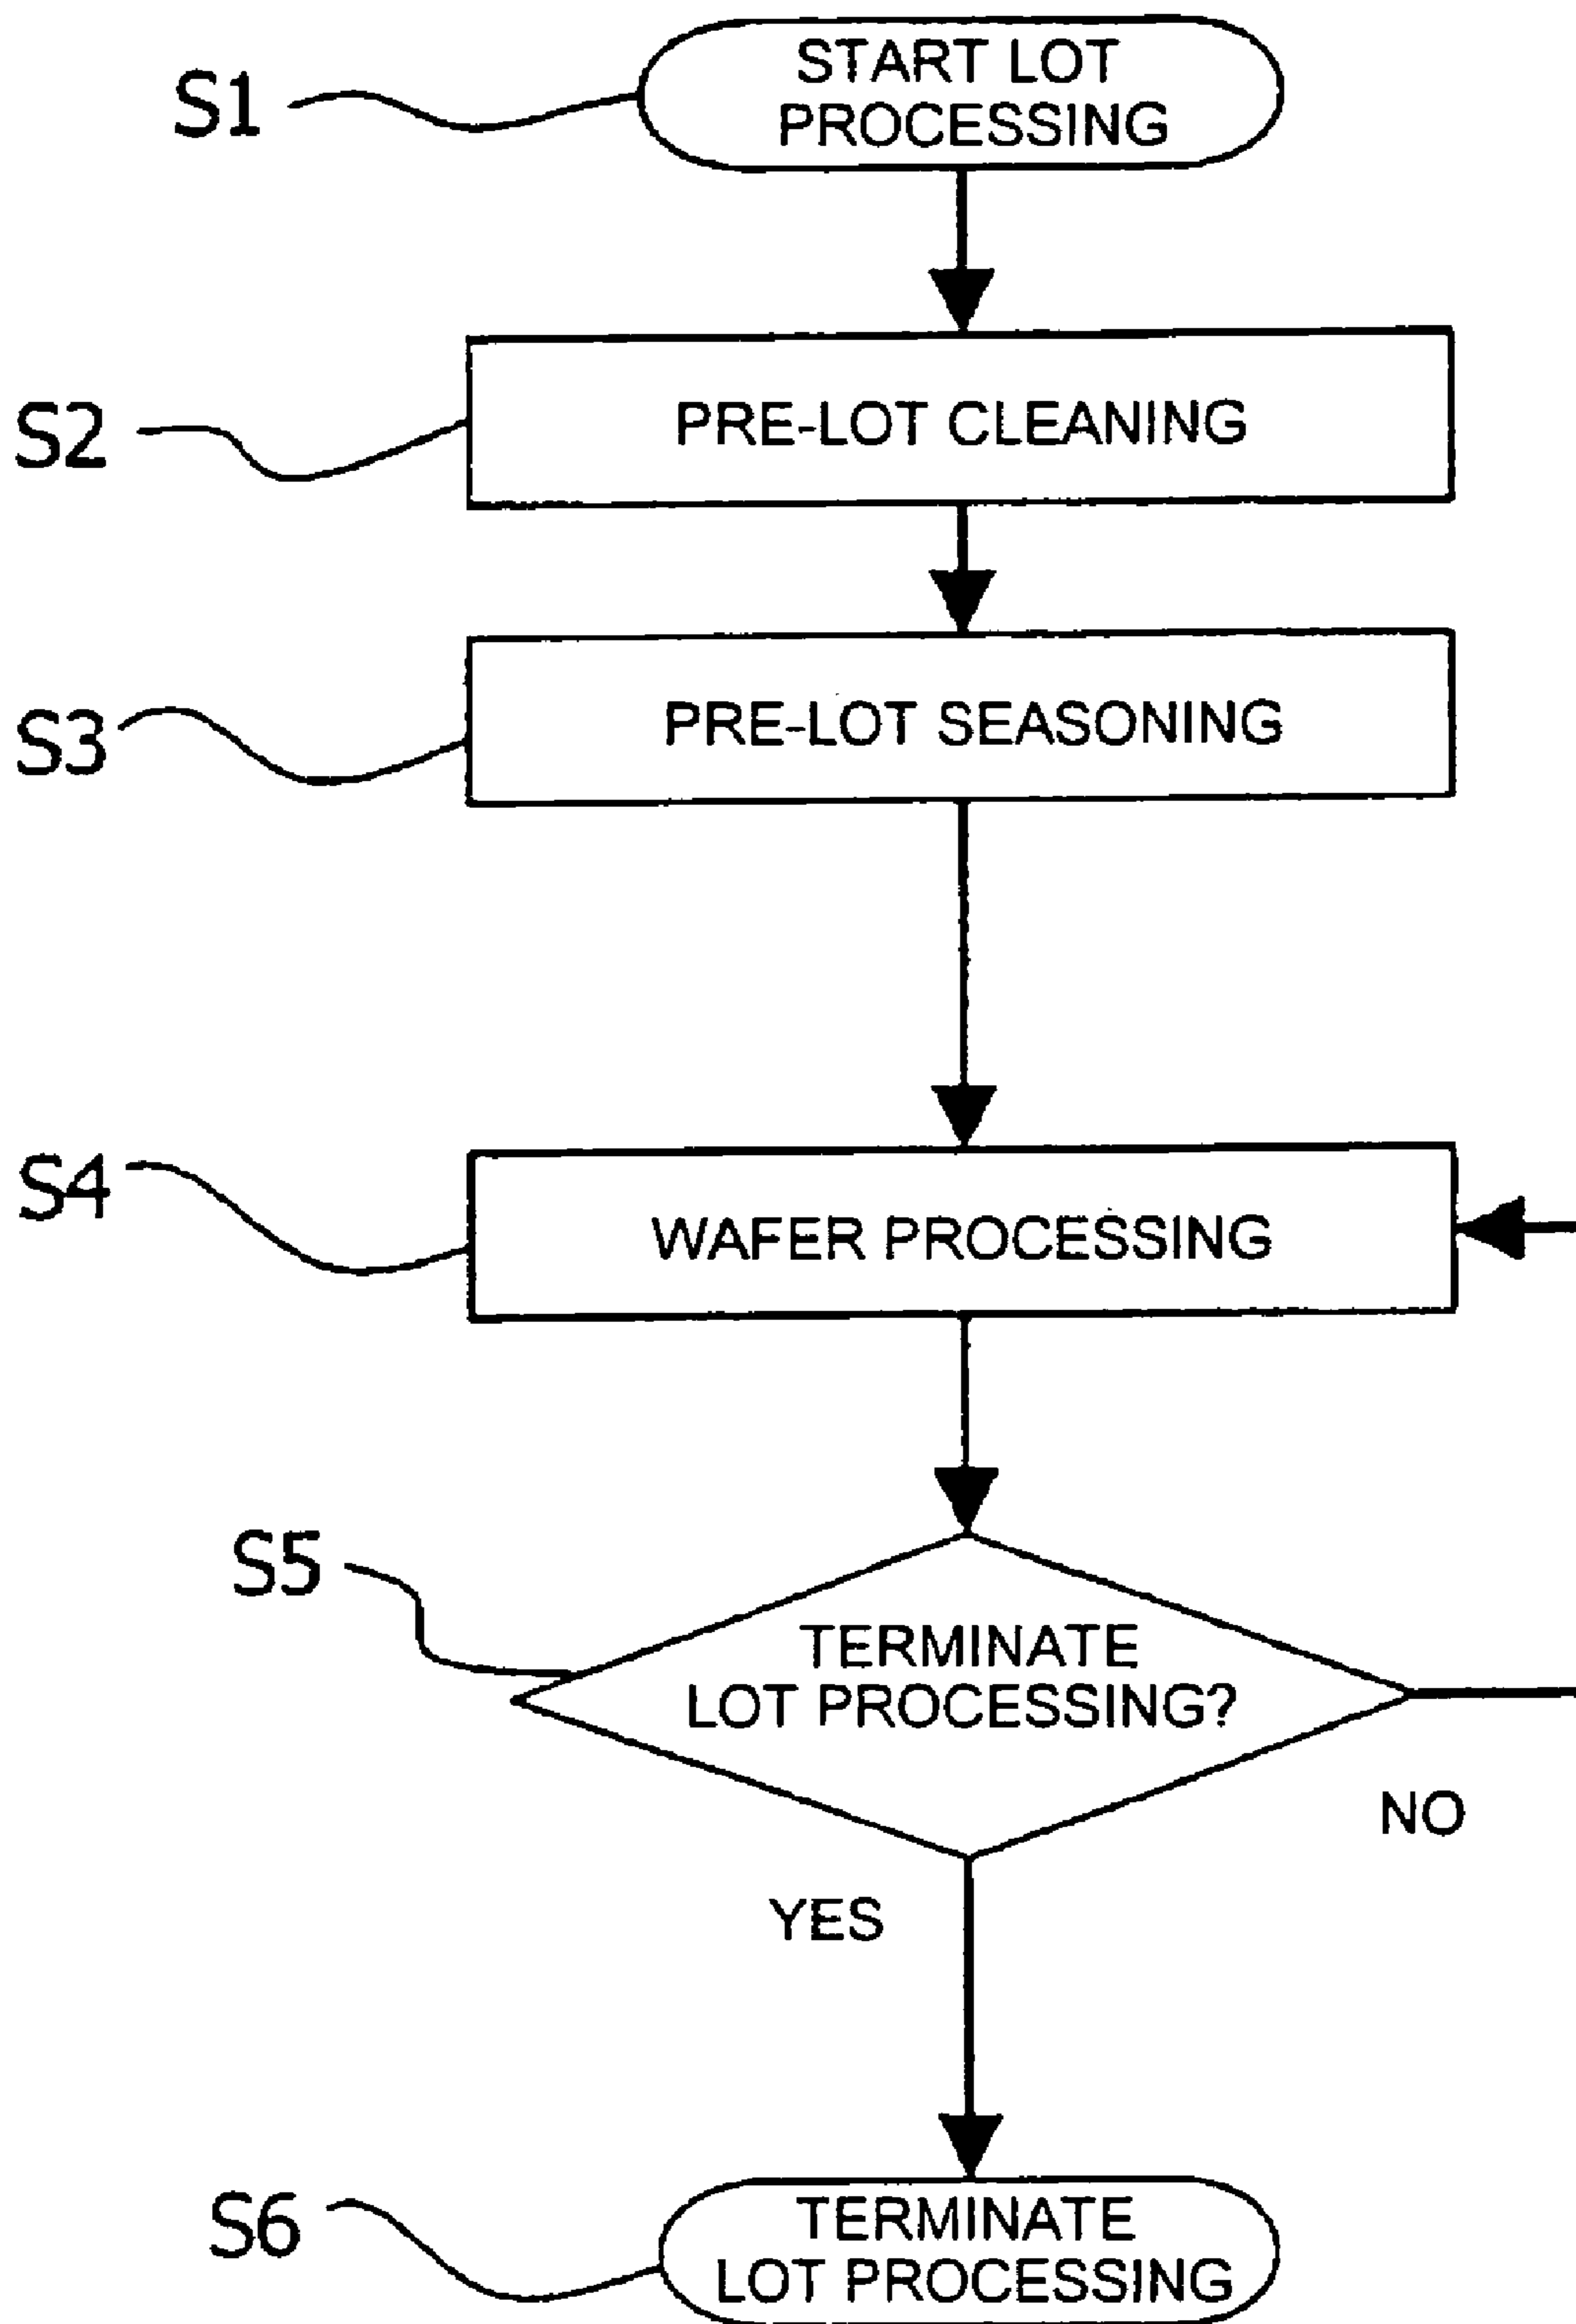 S1
START LOT
PROCESSING
S2
PRE-LOT CLEANING
S3
PRE-LOT SEASONING
S4
WAFER PROCESSING
S5
TERMINATE
LOT PROCESSING?
NO
YES
S6
TERMINATE
LOT PROCESSING